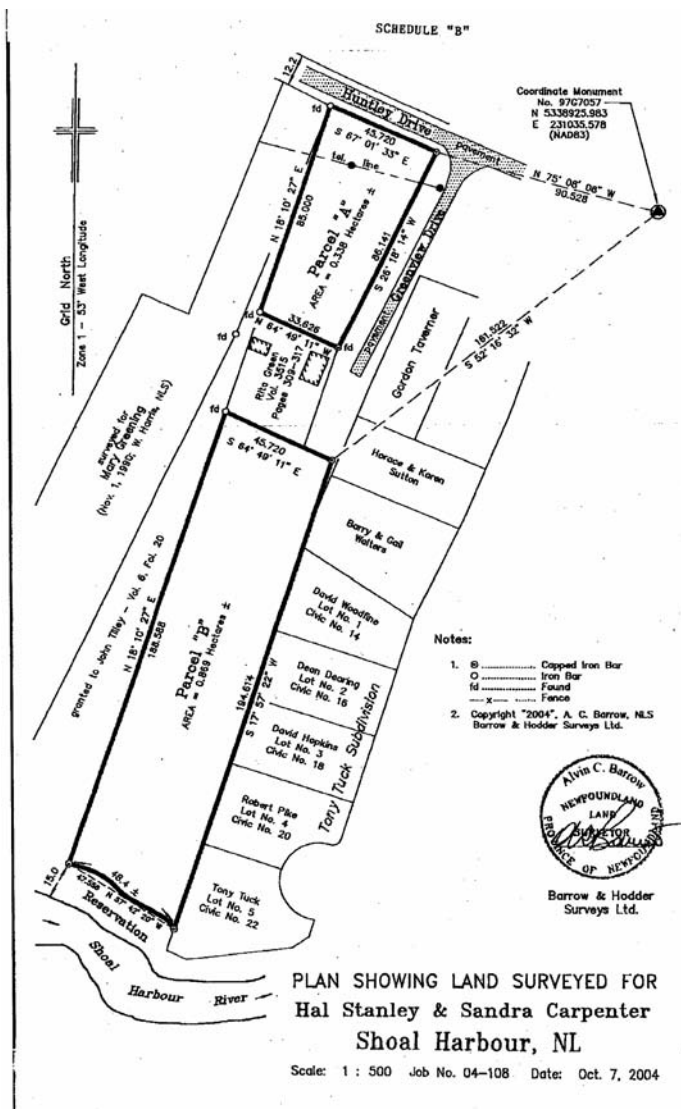 SCHEDULE "B"
12.2
Huntley Drive
fd
45.720
S 67° 01' 33" E
pavement
tel. line
Coordinate Monument
No. 97G7057
N 5338925.983
E 231035.578
(NAD83)
N 75° 08' 08" W
90.528
Grid North
Zone 1 - 53° West Longitude
N 18° 10' 27" E
85.000
Parcel "A"
AREA = 0.338 Hectares ±
86.141
S 25° 18' 14" W
Greenview Drive
pavement
fd
33.626
N 64° 49' 11" W
fd
161.522
S 52° 16' 32" W
Gordon Taverner
Rita Green
Vol. 3515
Pages 309-317
surveyed for
Mary Greening
(Nov. 1, 1990; W. Harris, NLS)
fd
45.720
S 64° 49' 11" E
Horace & Karen
Sutton
Barry & Gail
Walters
granted to John Tilley - Vol. 6, Fol. 20
N 18° 10' 27" E
188.588
Parcel "B"
AREA = 0.869 Hectares ±
194.614
S 17° 57' 22" W
David Woodfine
Lot No. 1
Civic No. 14
Dean Dearing
Lot No. 2
Civic No. 16
David Hopkins
Lot No. 3
Civic No. 18
Robert Pike
Lot No. 4
Civic No. 20
Tony Tuck
Lot No. 5
Civic No. 22
Tony Tuck Subdivision
Notes:
1. Capped Iron Bar
Iron Bar
fd Found
x Fence
2. Copyright "2004", A. C. Barrow, NLS
Barrow & Hodder Surveys Ltd.
Alvin C. Barrow
NEWFOUNDLAND
LAND
SURVEYOR
PROVINCE OF NEWFOUNDLAND
Barrow & Hodder
Surveys Ltd.
15.0
48.4 ±
47.598
Reservation
Shoal Harbour River
PLAN SHOWING LAND SURVEYED FOR
Hal Stanley & Sandra Carpenter
Shoal Harbour, NL
Scale: 1 : 500 Job No. 04-108 Date: Oct. 7, 2004